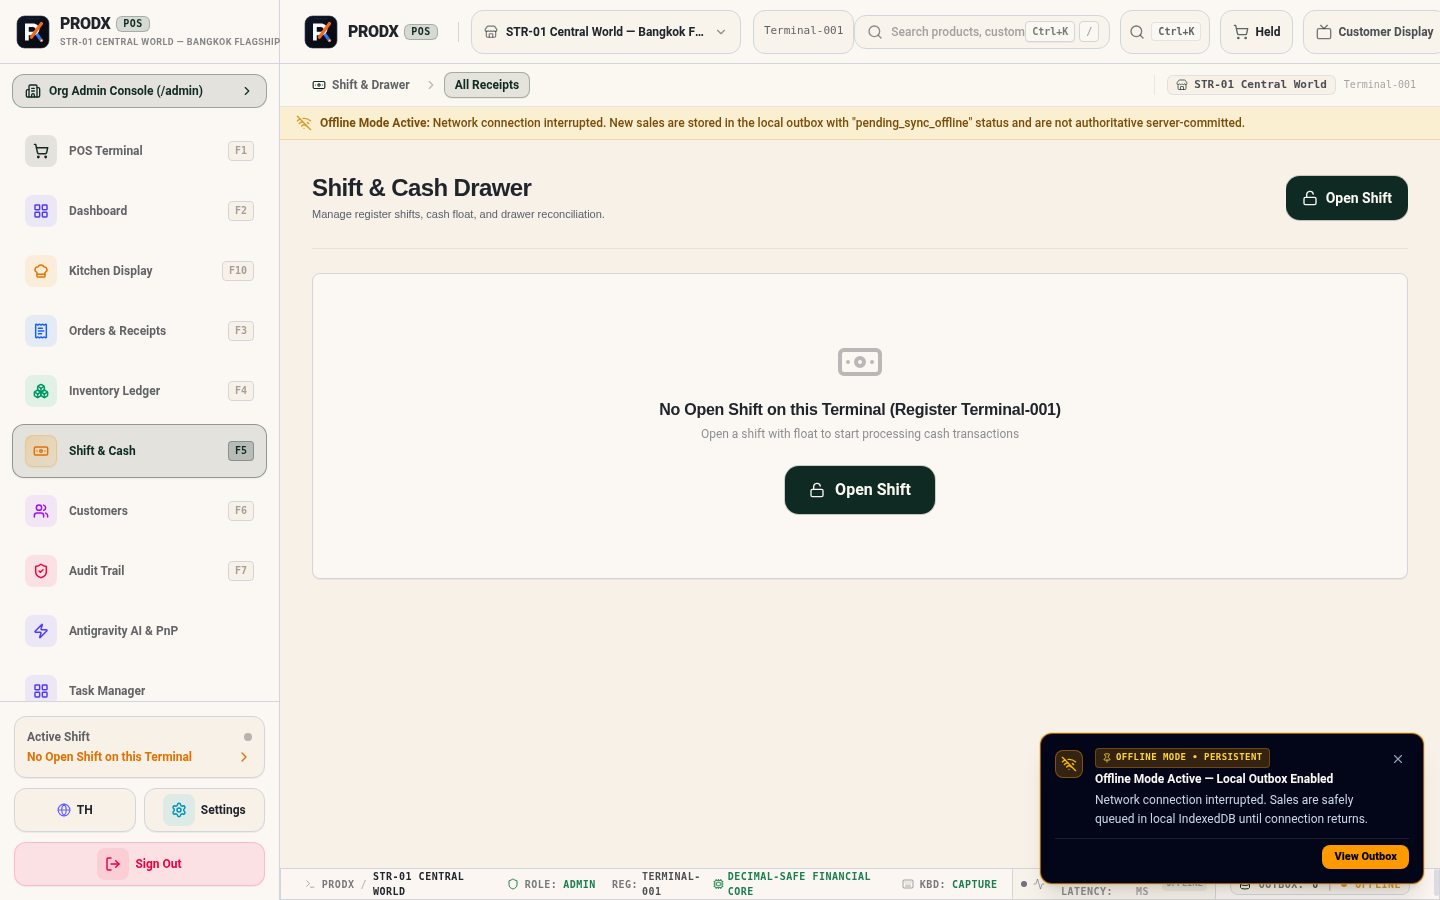 PRODX POS
STR-01 CENTRAL WORLD — BANGKOK FLAGSHIP
Org Admin Console (/admin)
POS Terminal F1
Dashboard F2
Kitchen Display F10
Orders & Receipts F3
Inventory Ledger F4
Shift & Cash F5
Customers F6
Audit Trail F7
Antigravity AI & PnP
Task Manager
Active Shift
No Open Shift on this Terminal
TH
Settings
Sign Out
PRODX POS
STR-01 Central World — Bangkok F...
Terminal-001
Search products, custom Ctrl+K /
Ctrl+K
Held
Customer Display
Shift & Drawer
All Receipts
STR-01 Central World
Terminal-001
Offline Mode Active: Network connection interrupted. New sales are stored in the local outbox with "pending_sync_offline" status and are not authoritative server-committed.
Shift & Cash Drawer
Manage register shifts, cash float, and drawer reconciliation.
Open Shift
No Open Shift on this Terminal (Register Terminal-001)
Open a shift with float to start processing cash transactions
Open Shift
OFFLINE MODE • PERSISTENT
Offline Mode Active — Local Outbox Enabled
Network connection interrupted. Sales are safely
queued in local IndexedDB until connection returns.
View Outbox
PRODX / STR-01 CENTRAL
WORLD
ROLE: ADMIN
REG: TERMINAL-
001
DECIMAL-SAFE FINANCIAL
CORE
KBD: CAPTURE
LATENCY:
MS
OFFLINE
OUTBOX: 0
OFFLINE